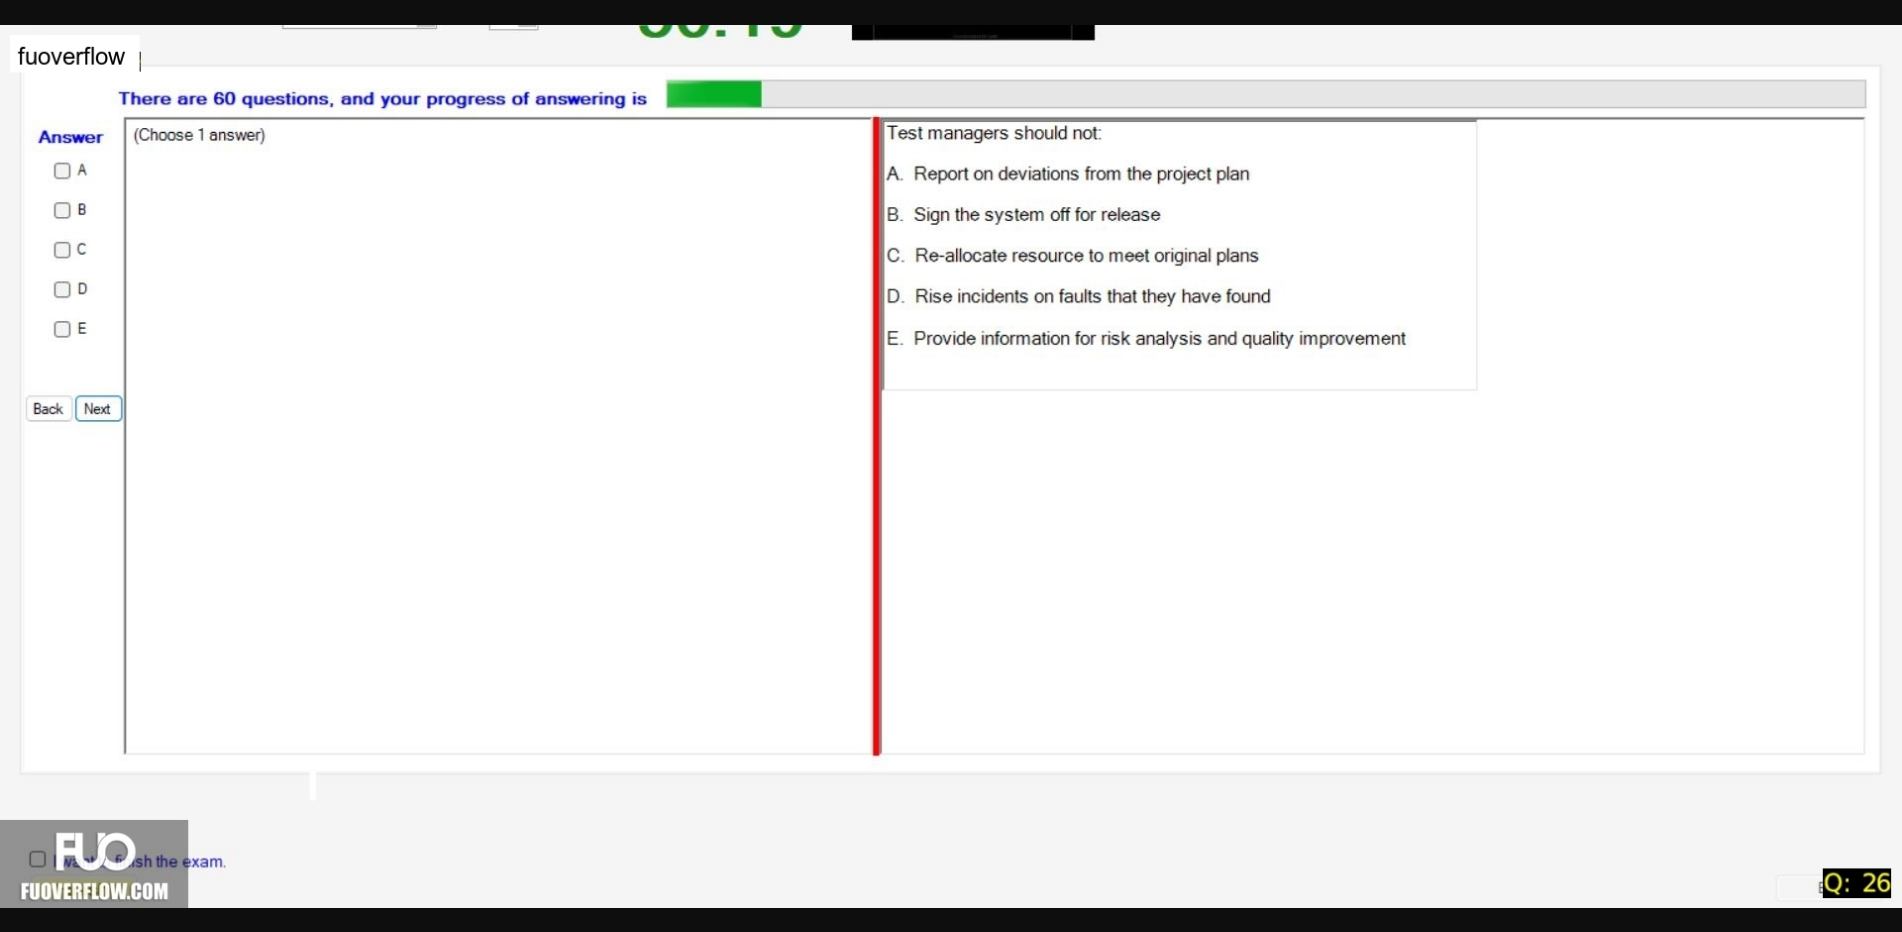 fuoverflow
There are 60 questions, and your progress of answering is
Answer
(Choose 1 answer)
A
B
C
D
E
Back Next
Test managers should not:
A. Report on deviations from the project plan
B. Sign the system off for release
C. Re-allocate resource to meet original plans
D. Rise incidents on faults that they have found
E. Provide information for risk analysis and quality improvement
FUO
the exam.
FUOVERFLOW.COM
Q: 26